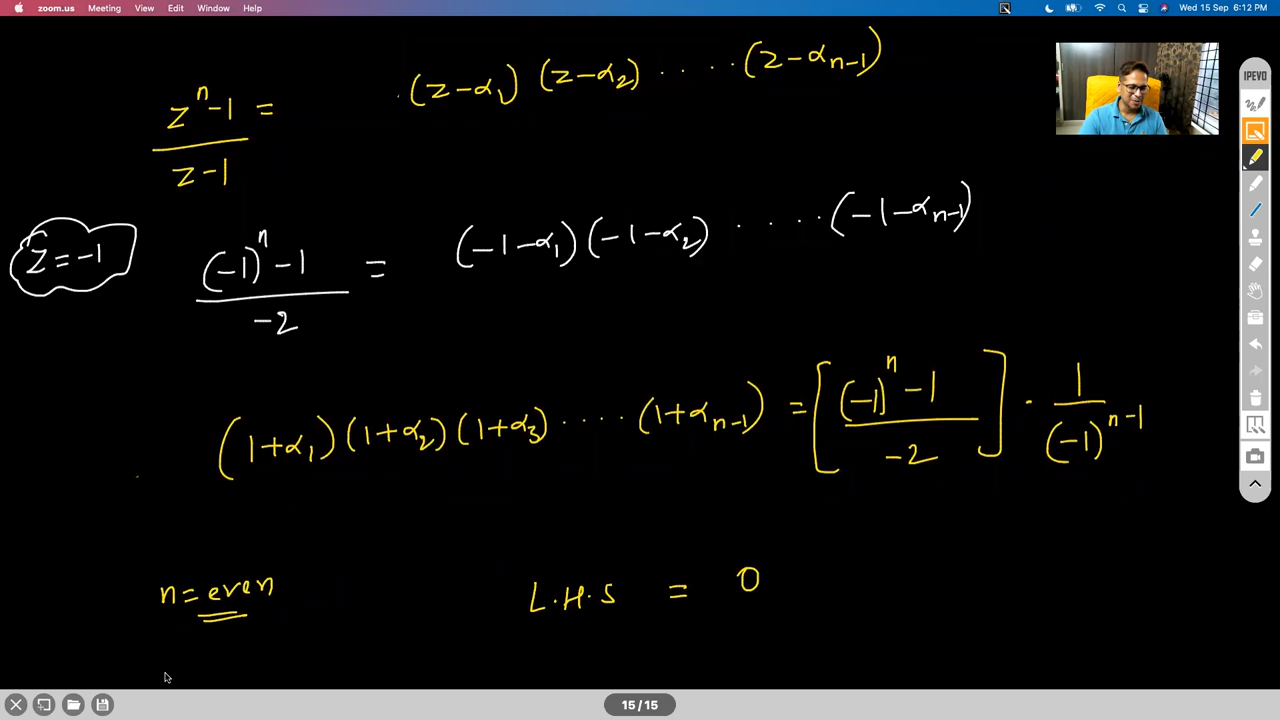 zoom.us Meeting View Edit Window Help Wed 15 Sep 6:12 PM
IPEVO
(zⁿ-1)/(z-1) = (z-α₁) (z-α₂) ..... (z-αₙ₋₁)
z=-1
((-1)ⁿ-1)/(-2) = (-1-α₁)(-1-α₂) ..... (-1-αₙ₋₁)
(1+α₁)(1+α₂)(1+α₃) ..... (1+αₙ₋₁) = [((-1)ⁿ-1)/(-2)] · 1/(-1)ⁿ⁻¹
n = even L.H.S = 0
15 / 15